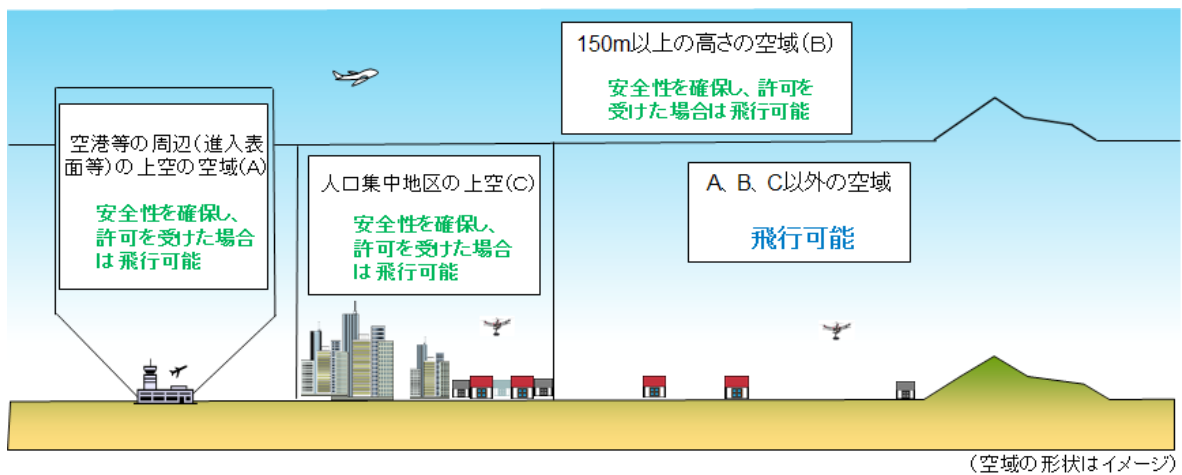 150m以上の高さの空域(B)
安全性を確保し、許可を
受けた場合は飛行可能
空港等の周辺(進入表
面等)の上空の空域(A)
安全性を確保し、
許可を受けた場合
は飛行可能
人口集中地区の上空(C)
安全性を確保し、
許可を受けた場合
は飛行可能
A、B、C以外の空域
飛行可能
(空域の形状はイメージ)